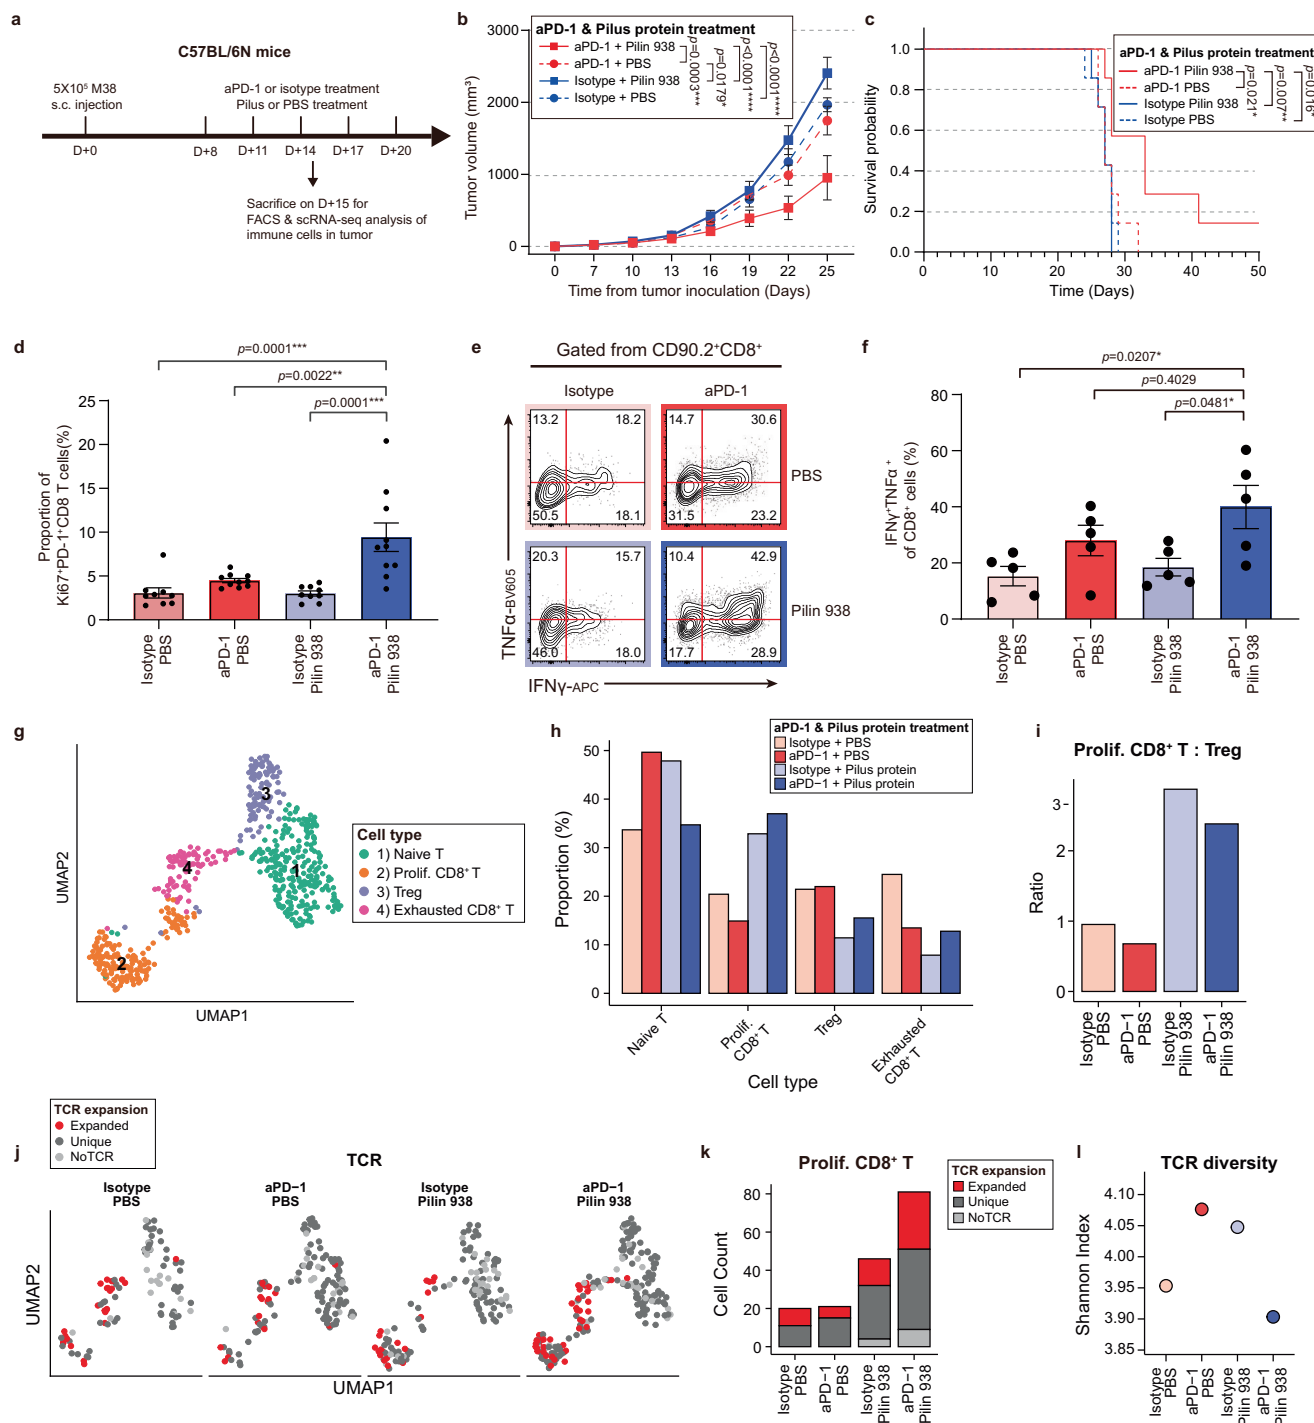 a
C57BL/6N mice
5X10⁵ M38
s.c. injection
aPD-1 or isotype treatment
Pilus or PBS treatment
D+0
D+8
D+11
D+14
D+17
D+20
Sacrifice on D+15 for
FACS & scRNA-seq analysis of
immune cells in tumor
b
aPD-1 & Pilus protein treatment
aPD-1 + Pilin 938
aPD-1 + PBS
Isotype + Pilin 938
Isotype + PBS
p=0.0003***
p=0.0179*
p<0.0001****
p<0.0001****
Tumor volume (mm³)
3000
2000
1000
0
0
7
10
13
16
19
22
25
Time from tumor inoculation (Days)
c
aPD-1 & Pilus protein treatment
aPD-1 Pilin 938
aPD-1 PBS
Isotype Pilin 938
Isotype PBS
p=0.021*
p=0.007**
p=0.016*
Survival probability
1.0
0.8
0.6
0.4
0.2
0.0
0
10
20
30
40
50
Time (Days)
d
p=0.0001***
p=0.0022**
p=0.0001***
Proportion of
Ki67⁺PD-1⁺CD8 T cells(%)
25
20
15
10
5
0
Isotype
PBS
aPD-1
PBS
Isotype
Pilin 938
aPD-1
Pilin 938
e
Gated from CD90.2⁺CD8⁺
Isotype
aPD-1
13.2
18.2
50.5
18.1
14.7
30.6
31.5
23.2
PBS
20.3
15.7
46.0
18.0
10.4
42.9
17.7
28.9
Pilin 938
TNFα-BV605
IFNγ-APC
f
p=0.0207*
p=0.4029
p=0.0481*
IFNγ⁺TNFα⁺
of CD8⁺ cells (%)
80
60
40
20
0
Isotype
PBS
aPD-1
PBS
Isotype
Pilin 938
aPD-1
Pilin 938
g
UMAP2
UMAP1
1
2
3
4
Cell type
1) Naive T
2) Prolif. CD8⁺ T
3) Treg
4) Exhausted CD8⁺ T
h
aPD-1 & Pilus protein treatment
Isotype + PBS
aPD−1 + PBS
Isotype + Pilus protein
aPD−1 + Pilus protein
Proportion (%)
50
40
30
20
10
0
Naive T
Prolif.
CD8⁺ T
Treg
Exhausted
CD8⁺ T
Cell type
i
Prolif. CD8⁺ T : Treg
Ratio
3
2
1
0
Isotype
PBS
aPD−1
PBS
Isotype
Pilin 938
aPD−1
Pilin 938
j
TCR expansion
Expanded
Unique
NoTCR
TCR
Isotype
PBS
aPD−1
PBS
Isotype
Pilin 938
aPD−1
Pilin 938
UMAP2
UMAP1
k
Prolif. CD8⁺ T
TCR expansion
Expanded
Unique
NoTCR
Cell Count
80
60
40
20
0
Isotype
PBS
aPD−1
PBS
Isotype
Pilin 938
aPD−1
Pilin 938
l
TCR diversity
Shannon Index
4.10
4.05
4.00
3.95
3.90
3.85
Isotype
PBS
aPD−1
PBS
Isotype
Pilin 938
aPD−1
Pilin 938